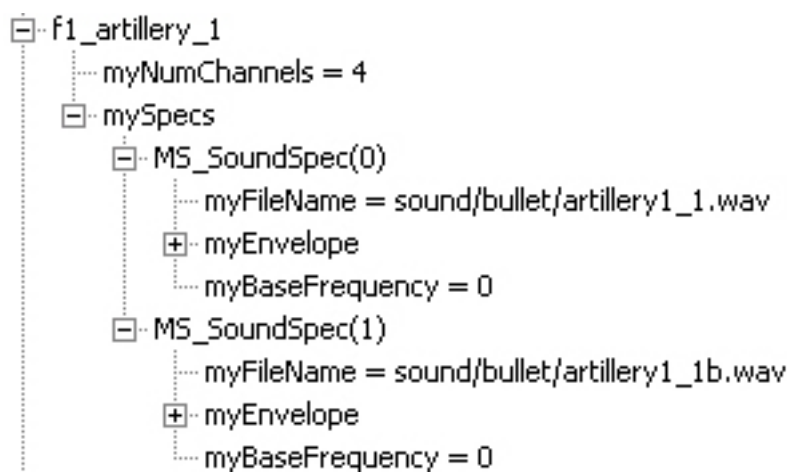 f1_artillery_1
myNumChannels = 4
mySpecs
MS_SoundSpec(0)
myFileName = sound/bullet/artillery1_1.wav
myEnvelope
myBaseFrequency = 0
MS_SoundSpec(1)
myFileName = sound/bullet/artillery1_1b.wav
myEnvelope
myBaseFrequency = 0